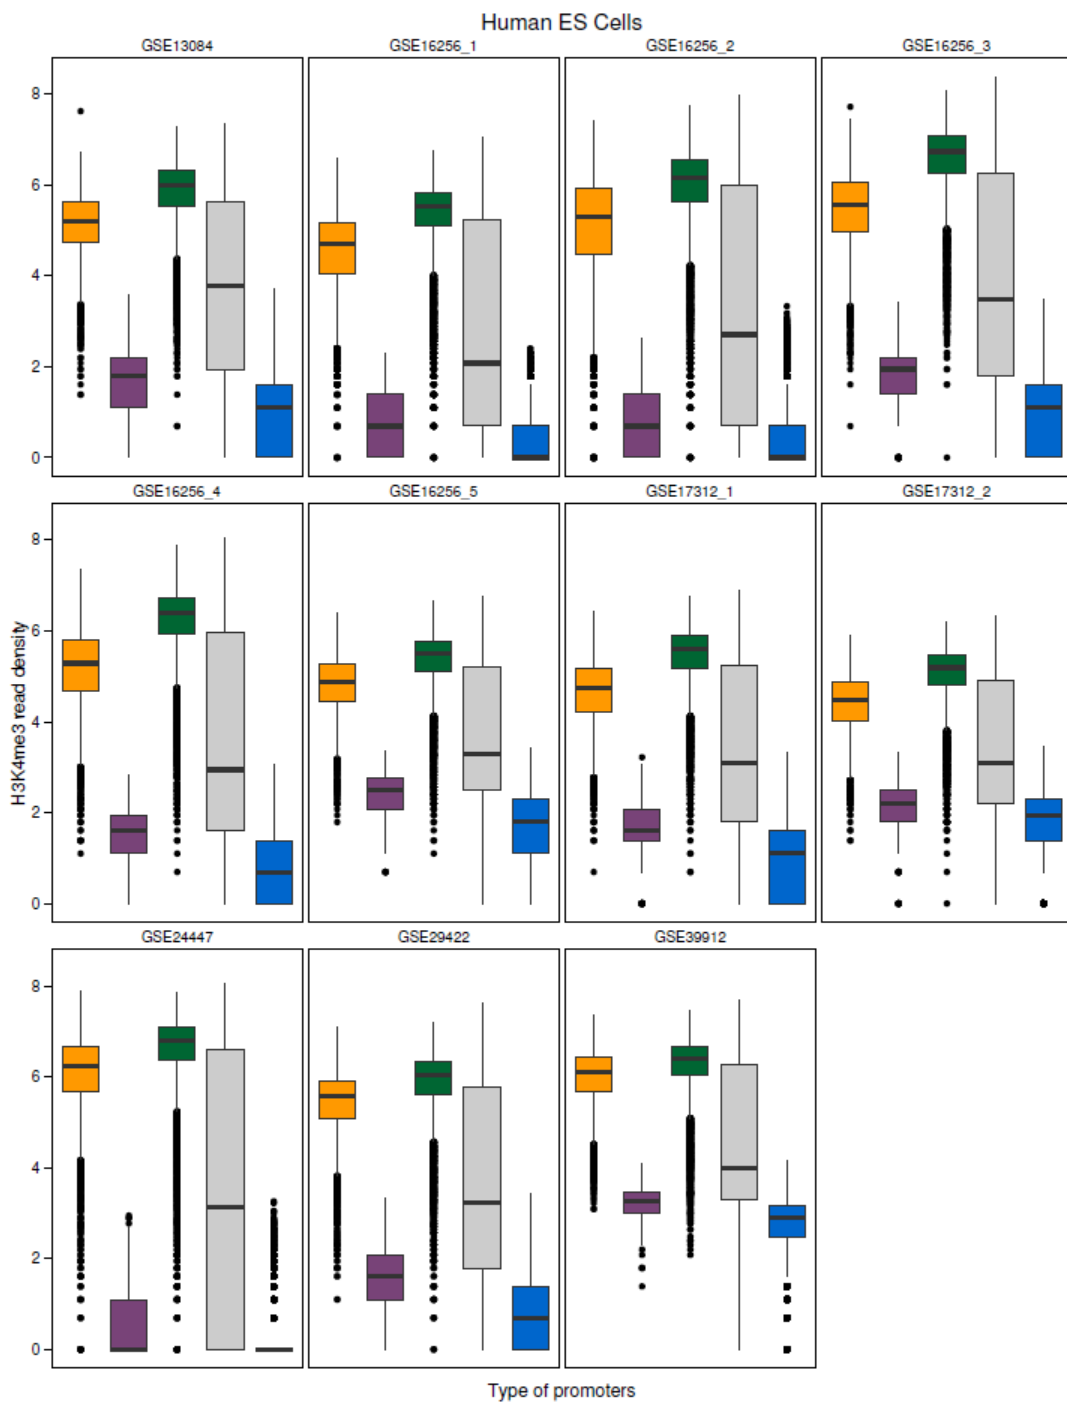 Human ES Cells
GSE13084 GSE16256_1 GSE16256_2 GSE16256_3
8
6
4
2
0
GSE16256_4 GSE16256_5 GSE17312_1 GSE17312_2
8
6
4
2
0
H3K4me3 read density
GSE24447 GSE29422 GSE39912
8
6
4
2
0
Type of promoters